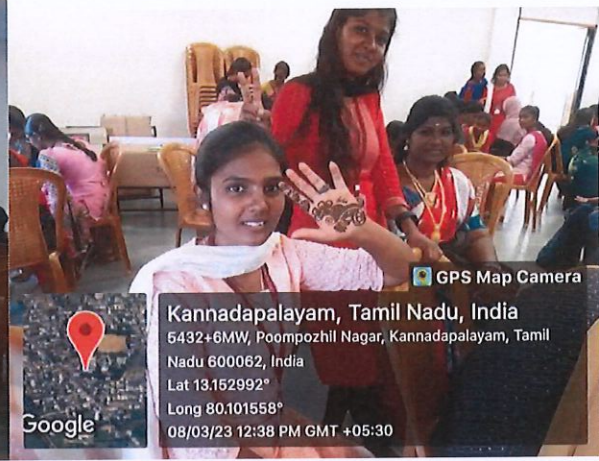 GPS Map Camera
Kannadapalayam, Tamil Nadu, India
5432+6MW, Poompozhil Nagar, Kannadapalayam, Tamil
Nadu 600062, India
Lat 13.152992°
Long 80.101558°
08/03/23 12:38 PM GMT +05:30
Google